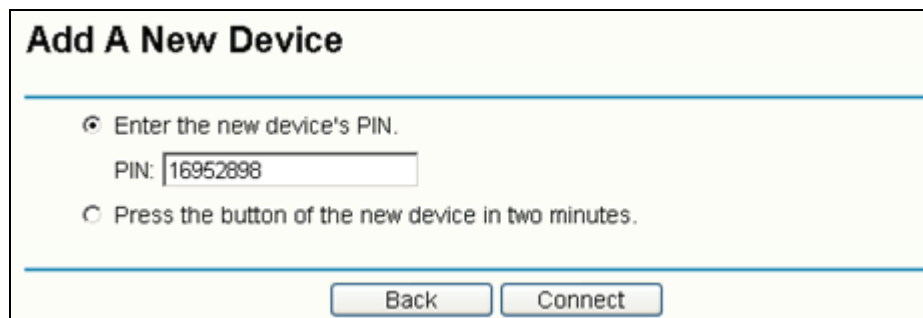 Add A New Device
Enter the new device's PIN.
PIN: 16952898
Press the button of the new device in two minutes.
Back Connect